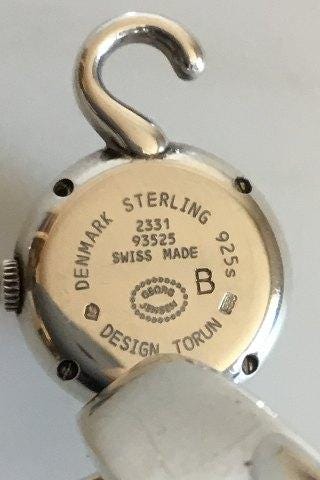 DENMARK STERLING 925s
2331
93525
SWISS MADE
GEORG
JENSEN
B
DESIGN TORUN